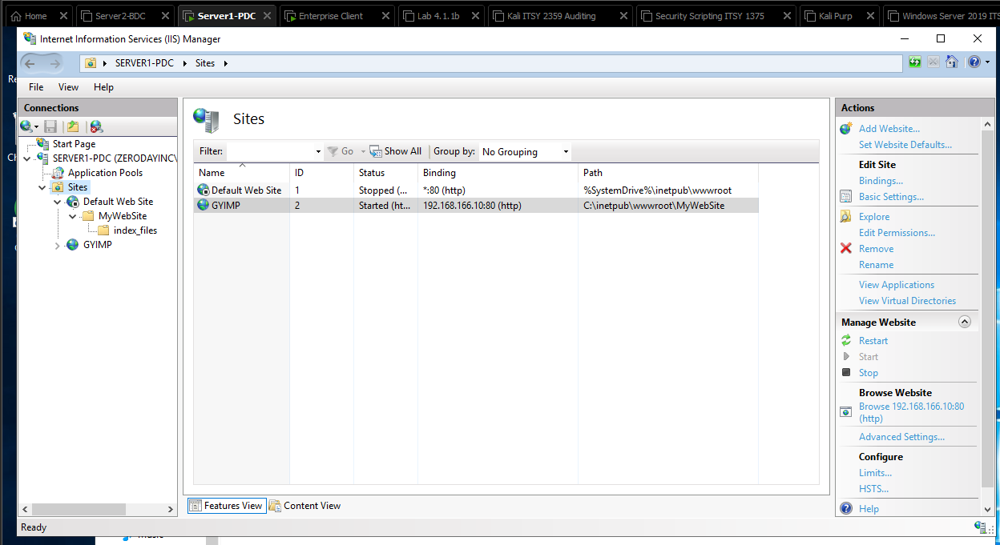 Home
Server2-BDC
Server1-PDC
Enterprise Client
Lab 4.1.1b
Kali ITSY 2359 Auditing
Security Scripting ITSY 1375
Kali Purp
Windows Server 2019 ITS
Internet Information Services (IIS) Manager
SERVER1-PDC
Sites
File View Help
Connections
Start Page
SERVER1-PDC (ZERODAYINC\
Application Pools
Sites
Default Web Site
MyWebSite
index_files
GYIMP
Sites
Filter: Go Show All Group by: No Grouping
Name ID Status Binding Path
Default Web Site 1 Stopped (... *:80 (http) %SystemDrive%\inetpub\wwwroot
GYIMP 2 Started (ht... 192.168.166.10:80 (http) C:\inetpub\wwwroot\MyWebSite
Features View Content View
Actions
Add Website...
Set Website Defaults...
Edit Site
Bindings...
Basic Settings...
Explore
Edit Permissions...
Remove
Rename
View Applications
View Virtual Directories
Manage Website
Restart
Start
Stop
Browse Website
Browse 192.168.166.10:80
(http)
Advanced Settings...
Configure
Limits...
HSTS...
Help
Ready